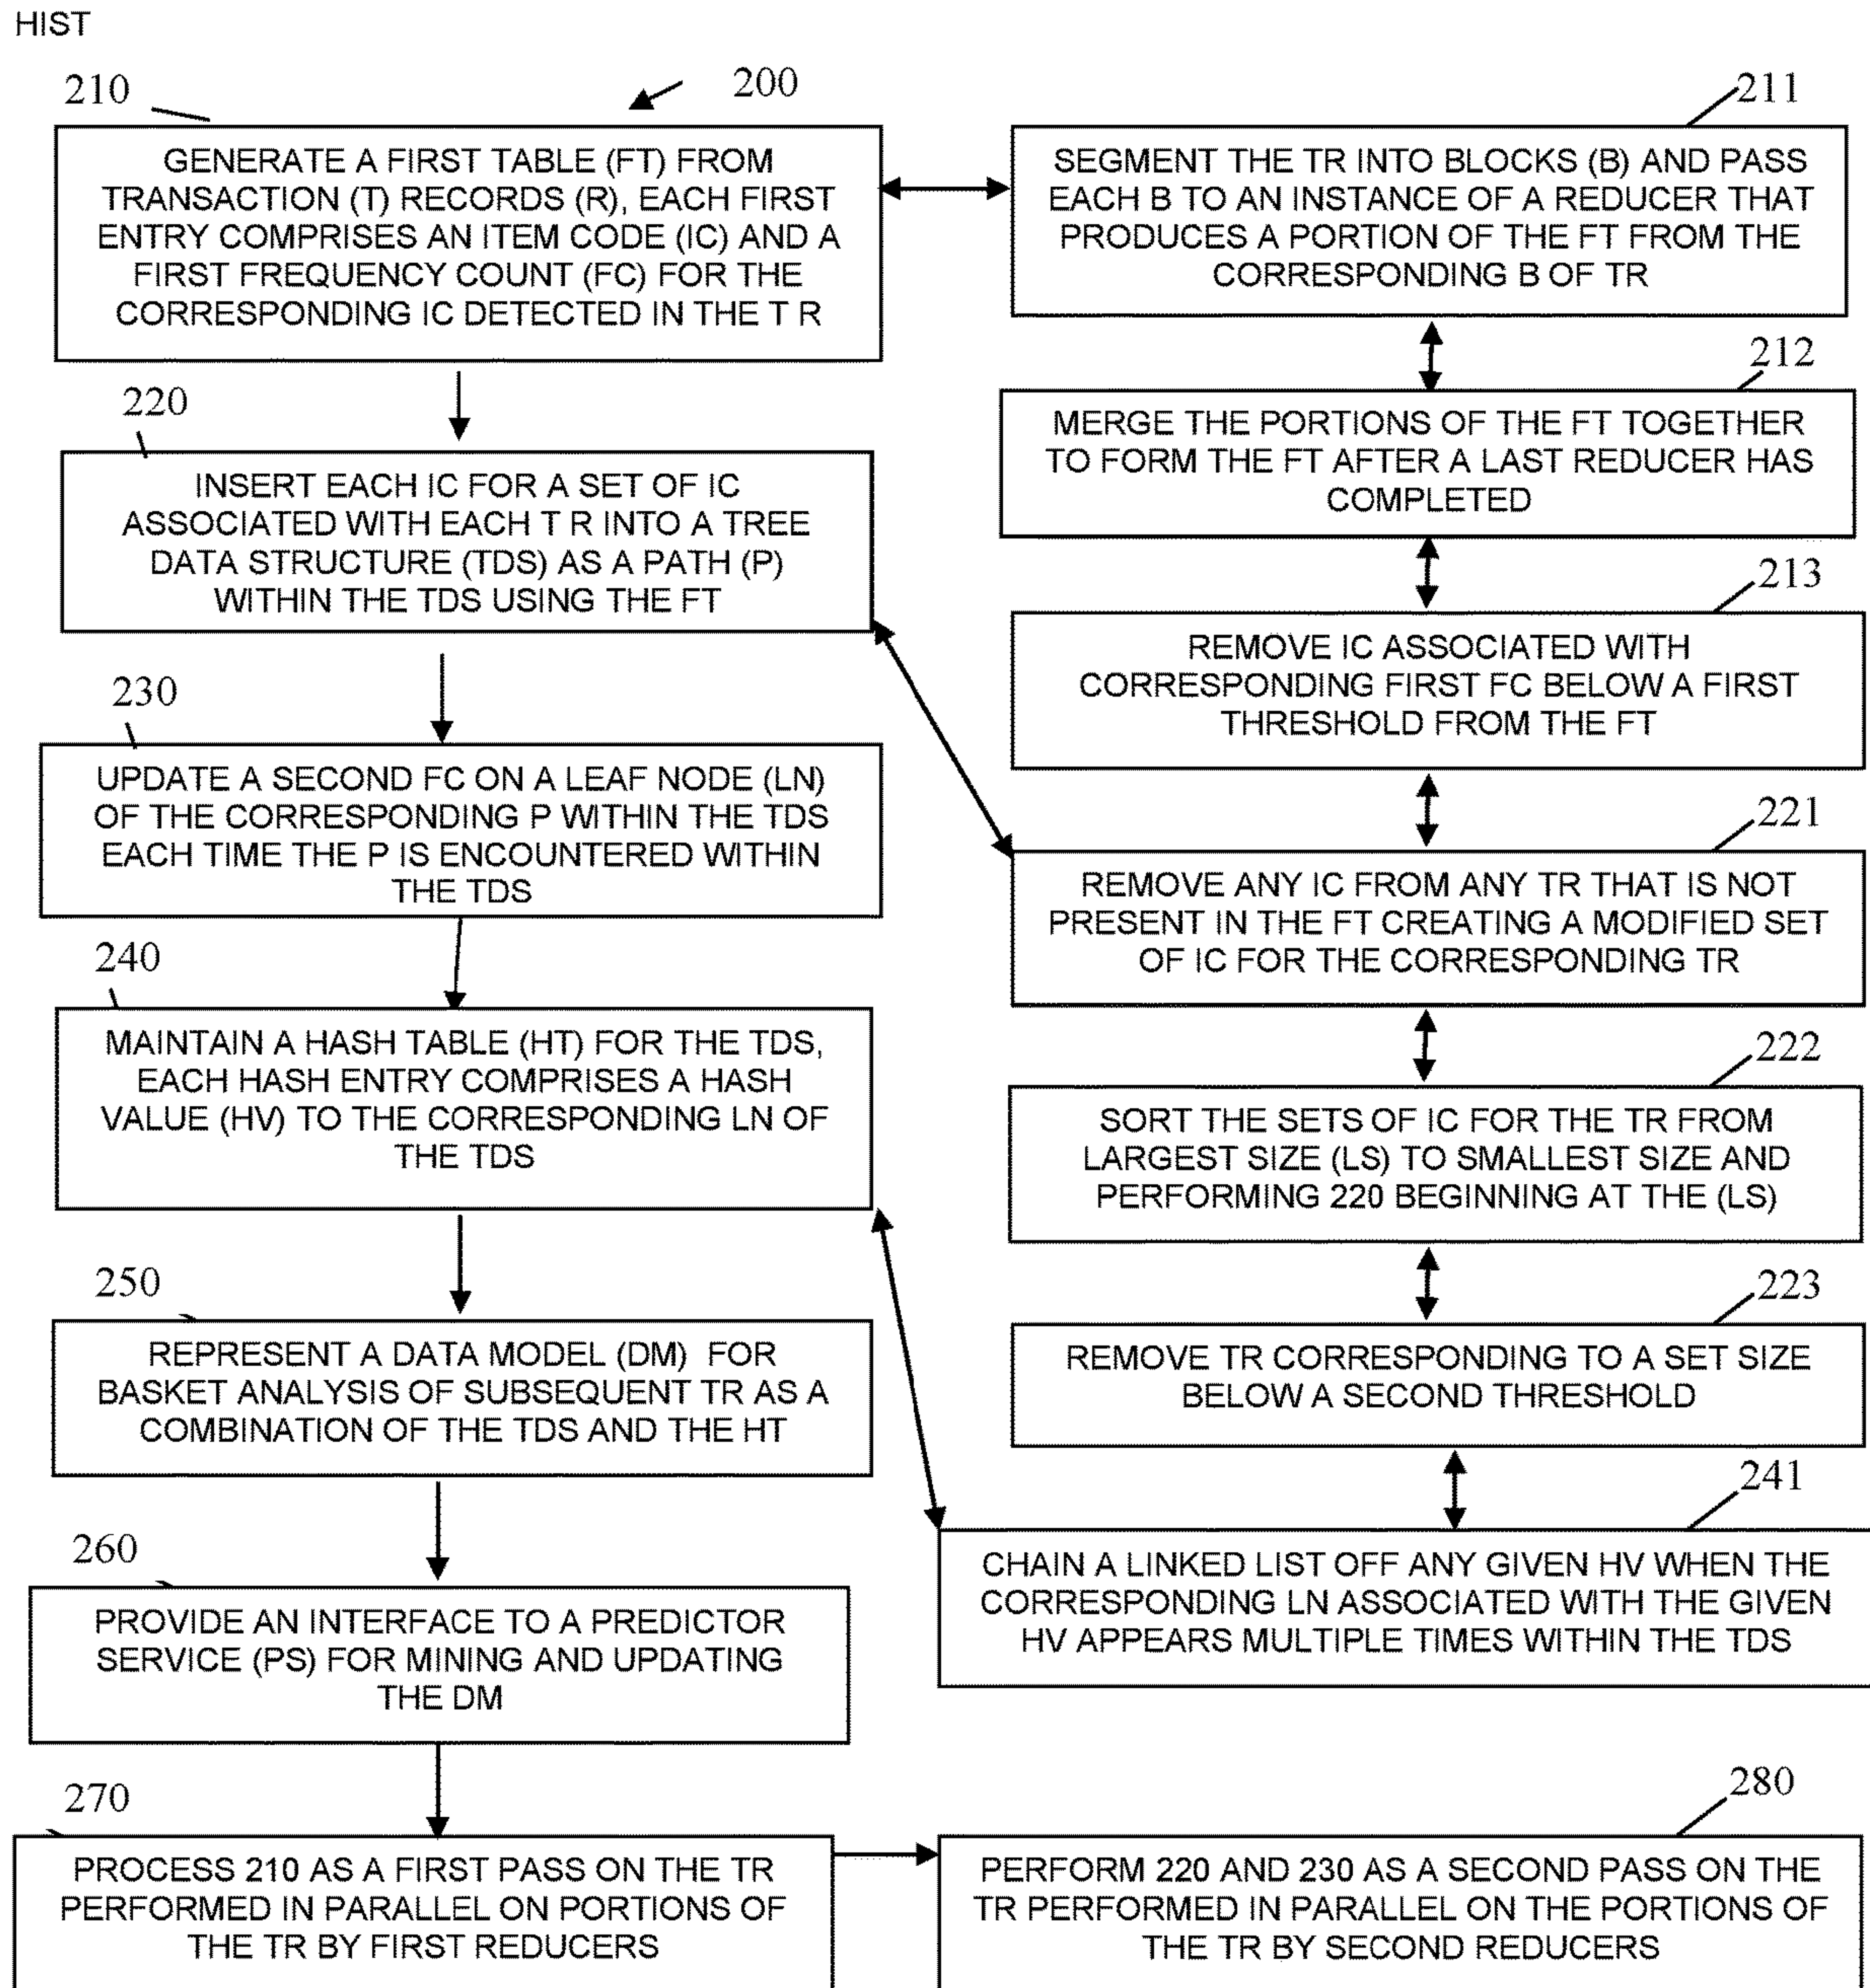 HIST
200
210
GENERATE A FIRST TABLE (FT) FROM
TRANSACTION (T) RECORDS (R), EACH FIRST
ENTRY COMPRISES AN ITEM CODE (IC) AND A
FIRST FREQUENCY COUNT (FC) FOR THE
CORRESPONDING IC DETECTED IN THE T R
211
SEGMENT THE TR INTO BLOCKS (B) AND PASS
EACH B TO AN INSTANCE OF A REDUCER THAT
PRODUCES A PORTION OF THE FT FROM THE
CORRESPONDING B OF TR
212
MERGE THE PORTIONS OF THE FT TOGETHER
TO FORM THE FT AFTER A LAST REDUCER HAS
COMPLETED
213
REMOVE IC ASSOCIATED WITH
CORRESPONDING FIRST FC BELOW A FIRST
THRESHOLD FROM THE FT
220
INSERT EACH IC FOR A SET OF IC
ASSOCIATED WITH EACH T R INTO A TREE
DATA STRUCTURE (TDS) AS A PATH (P)
WITHIN THE TDS USING THE FT
221
REMOVE ANY IC FROM ANY TR THAT IS NOT
PRESENT IN THE FT CREATING A MODIFIED SET
OF IC FOR THE CORRESPONDING TR
222
SORT THE SETS OF IC FOR THE TR FROM
LARGEST SIZE (LS) TO SMALLEST SIZE AND
PERFORMING 220 BEGINNING AT THE (LS)
223
REMOVE TR CORRESPONDING TO A SET SIZE
BELOW A SECOND THRESHOLD
230
UPDATE A SECOND FC ON A LEAF NODE (LN)
OF THE CORRESPONDING P WITHIN THE TDS
EACH TIME THE P IS ENCOUNTERED WITHIN
THE TDS
240
MAINTAIN A HASH TABLE (HT) FOR THE TDS,
EACH HASH ENTRY COMPRISES A HASH
VALUE (HV) TO THE CORRESPONDING LN OF
THE TDS
241
CHAIN A LINKED LIST OFF ANY GIVEN HV WHEN THE
CORRESPONDING LN ASSOCIATED WITH THE GIVEN
HV APPEARS MULTIPLE TIMES WITHIN THE TDS
250
REPRESENT A DATA MODEL (DM) FOR
BASKET ANALYSIS OF SUBSEQUENT TR AS A
COMBINATION OF THE TDS AND THE HT
260
PROVIDE AN INTERFACE TO A PREDICTOR
SERVICE (PS) FOR MINING AND UPDATING
THE DM
270
PROCESS 210 AS A FIRST PASS ON THE TR
PERFORMED IN PARALLEL ON PORTIONS OF
THE TR BY FIRST REDUCERS
280
PERFORM 220 AND 230 AS A SECOND PASS ON THE
TR PERFORMED IN PARALLEL ON THE PORTIONS OF
THE TR BY SECOND REDUCERS